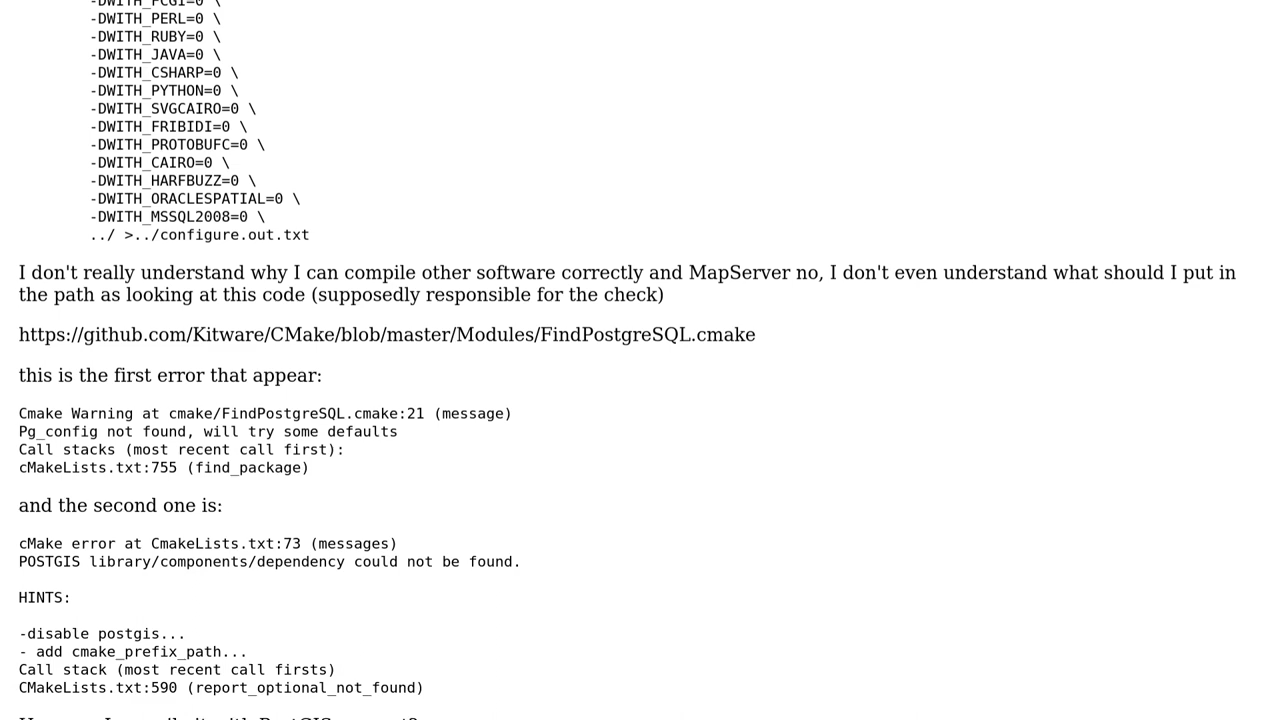 -DWITH_FCGI=0 \
-DWITH_PERL=0 \
-DWITH_RUBY=0 \
-DWITH_JAVA=0 \
-DWITH_CSHARP=0 \
-DWITH_PYTHON=0 \
-DWITH_SVGCAIRO=0 \
-DWITH_FRIBIDI=0 \
-DWITH_PROTOBUFC=0 \
-DWITH_CAIRO=0 \
-DWITH_HARFBUZZ=0 \
-DWITH_ORACLESPATIAL=0 \
-DWITH_MSSQL2008=0 \
../ >../configure.out.txt
I don't really understand why I can compile other software correctly and MapServer no, I don't even understand what should I put in
the path as looking at this code (supposedly responsible for the check)
https://github.com/Kitware/CMake/blob/master/Modules/FindPostgreSQL.cmake
this is the first error that appear:
Cmake Warning at cmake/FindPostgreSQL.cmake:21 (message)
Pg_config not found, will try some defaults
Call stacks (most recent call first):
cMakeLists.txt:755 (find_package)
and the second one is:
cMake error at CmakeLists.txt:73 (messages)
POSTGIS library/components/dependency could not be found.
HINTS:
-disable postgis...
- add cmake_prefix_path...
Call stack (most recent call firsts)
CMakeLists.txt:590 (report_optional_not_found)